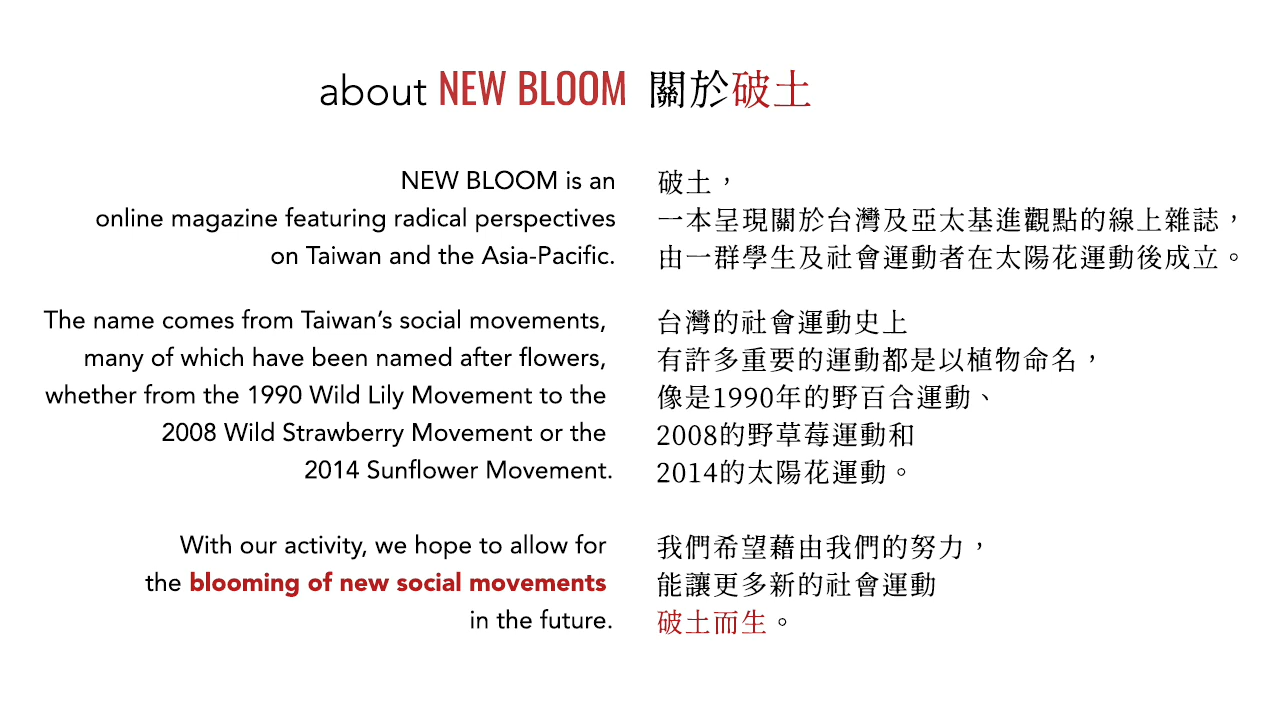 about NEW BLOOM 關於破土
NEW BLOOM is an
online magazine featuring radical perspectives
on Taiwan and the Asia-Pacific.
The name comes from Taiwan's social movements,
many of which have been named after flowers,
whether from the 1990 Wild Lily Movement to the
2008 Wild Strawberry Movement or the
2014 Sunflower Movement.
With our activity, we hope to allow for
the blooming of new social movements
in the future.
破土，
一本呈現關於台灣及亞太基進觀點的線上雜誌，
由一群學生及社會運動者在太陽花運動後成立。
台灣的社會運動史上
有許多重要的運動都是以植物命名，
像是1990年的野百合運動、
2008的野草莓運動和
2014的太陽花運動。
我們希望藉由我們的努力，
能讓更多新的社會運動
破土而生。